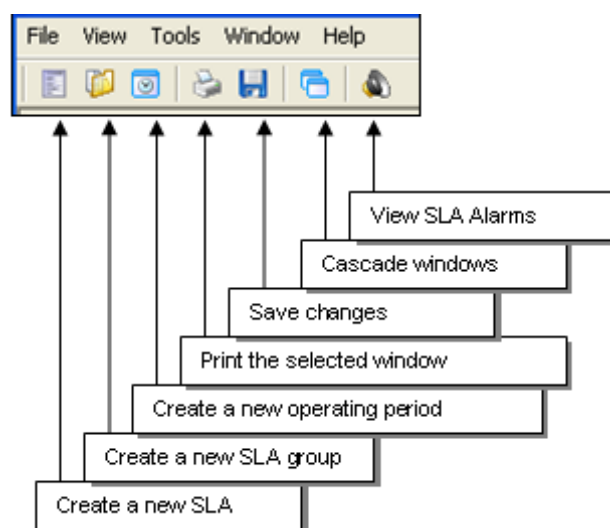 File View Tools Window Help
View SLA Alarms
Cascade windows
Save changes
Print the selected window
Create a new operating period
Create a new SLA group
Create a new SLA